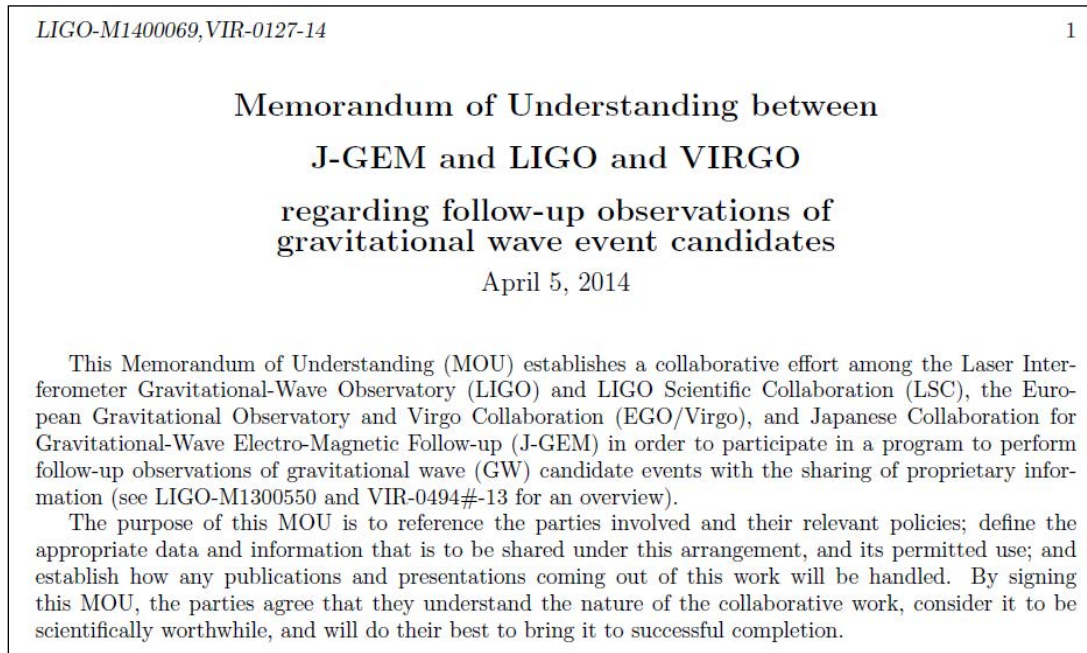 LIGO-M1400069,VIR-0127-14 1
Memorandum of Understanding between
J-GEM and LIGO and VIRGO
regarding follow-up observations of
gravitational wave event candidates
April 5, 2014
This Memorandum of Understanding (MOU) establishes a collaborative effort among the Laser Inter-
ferometer Gravitational-Wave Observatory (LIGO) and LIGO Scientific Collaboration (LSC), the Euro-
pean Gravitational Observatory and Virgo Collaboration (EGO/Virgo), and Japanese Collaboration for
Gravitational-Wave Electro-Magnetic Follow-up (J-GEM) in order to participate in a program to perform
follow-up observations of gravitational wave (GW) candidate events with the sharing of proprietary infor-
mation (see LIGO-M1300550 and VIR-0494#-13 for an overview).
The purpose of this MOU is to reference the parties involved and their relevant policies; define the
appropriate data and information that is to be shared under this arrangement, and its permitted use; and
establish how any publications and presentations coming out of this work will be handled. By signing
this MOU, the parties agree that they understand the nature of the collaborative work, consider it to be
scientifically worthwhile, and will do their best to bring it to successful completion.